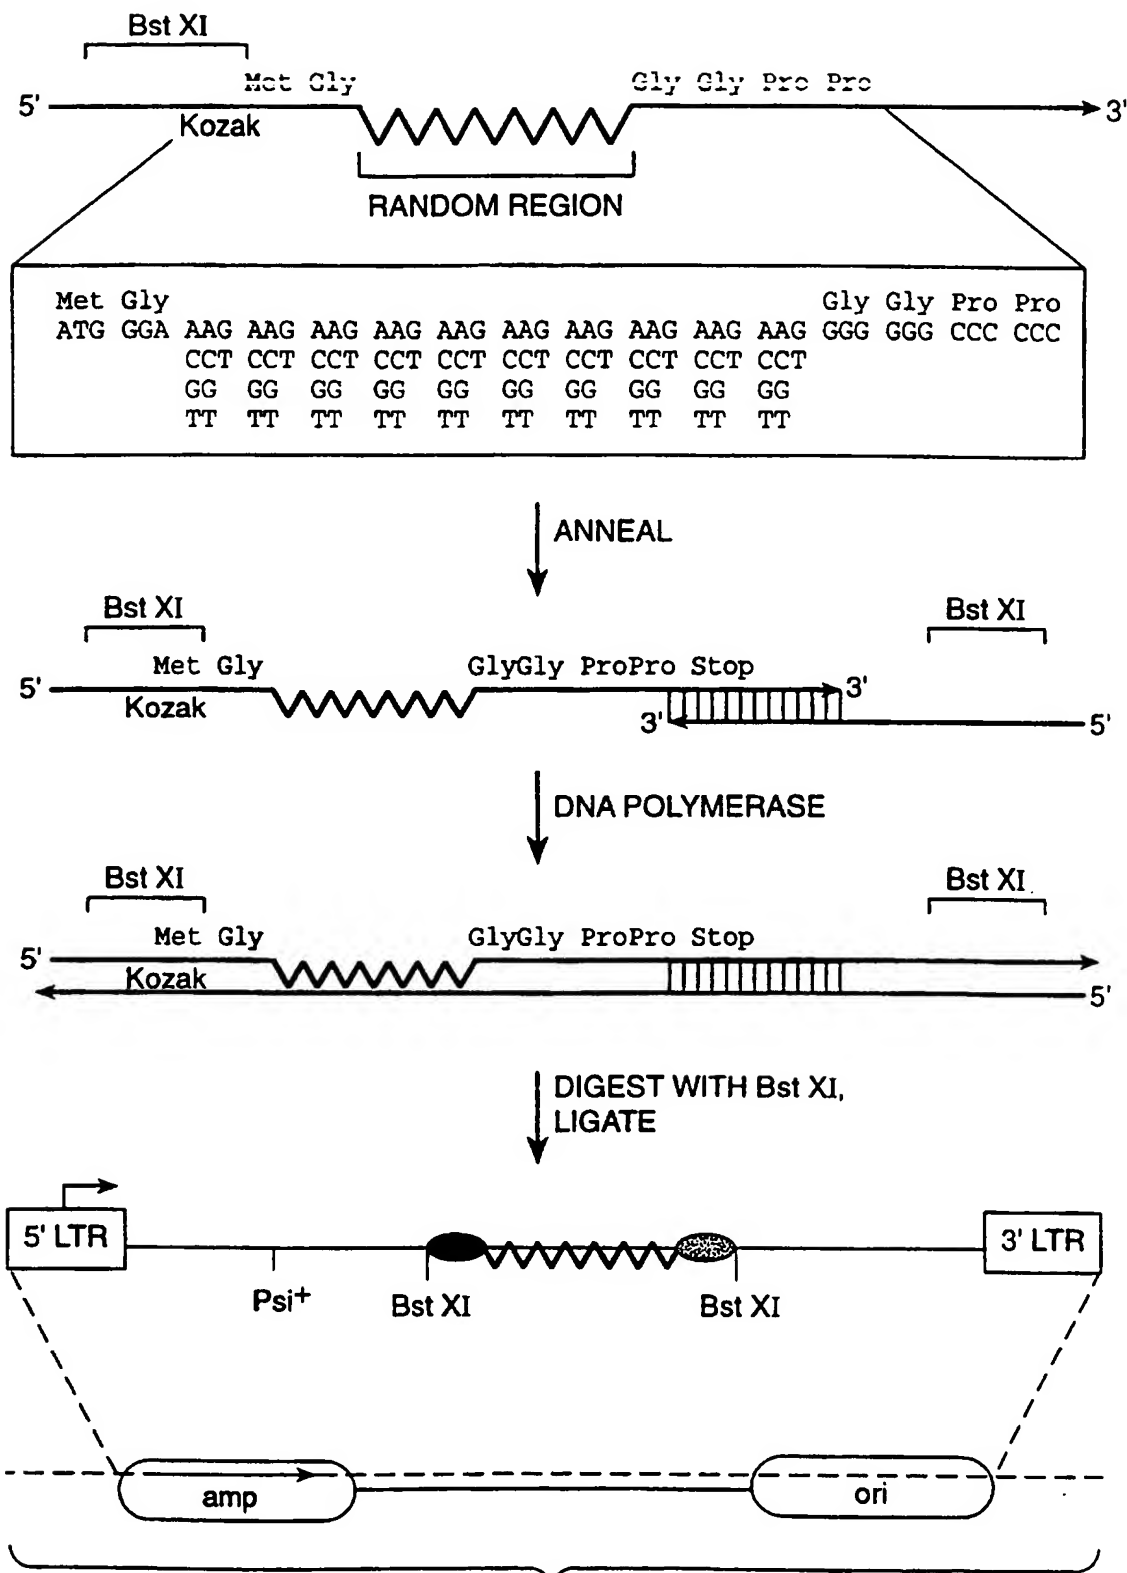 Bst XI
Met Gly Gly Gly Pro Pro
5' 3'
Kozak
RANDOM REGION
Met Gly Gly Gly Pro Pro
ATG GGA AAG AAG AAG AAG AAG AAG AAG AAG AAG AAG GGG GGG CCC CCC
CCT CCT CCT CCT CCT CCT CCT CCT CCT CCT
GG GG GG GG GG GG GG GG GG GG
TT TT TT TT TT TT TT TT TT TT
ANNEAL
Bst XI Bst XI
Met Gly GlyGly ProPro Stop
5' 3'
Kozak
3' 5'
DNA POLYMERASE
Bst XI Bst XI
Met Gly GlyGly ProPro Stop
5'
Kozak
5'
DIGEST WITH Bst XI,
LIGATE
5' LTR 3' LTR
Psi+ Bst XI Bst XI
amp ori